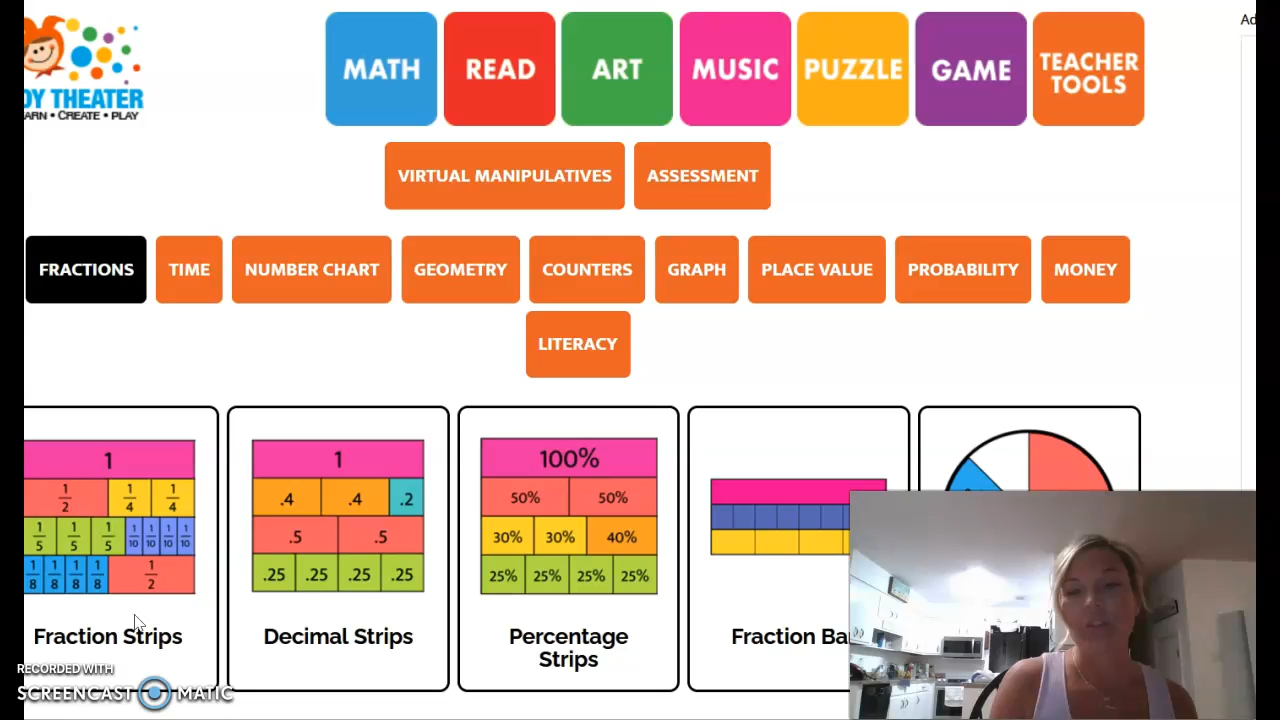 MATH READ ART MUSIC PUZZLE GAME TEACHER TOOLS
DY THEATER
ARN • CREATE • PLAY
VIRTUAL MANIPULATIVES ASSESSMENT
FRACTIONS TIME NUMBER CHART GEOMETRY COUNTERS GRAPH PLACE VALUE PROBABILITY MONEY
LITERACY
1
1/2 1/4 1/4
1/5 1/5 1/5 1/10 1/10 1/10 1/10
1/8 1/8 1/8 1/8 1/2
Fraction Strips
1
.4 .4 .2
.5 .5
.25 .25 .25 .25
Decimal Strips
100%
50% 50%
30% 30% 40%
25% 25% 25% 25%
Percentage
Strips
Fraction Ba
RECORDED WITH
SCREENCAST MATIC